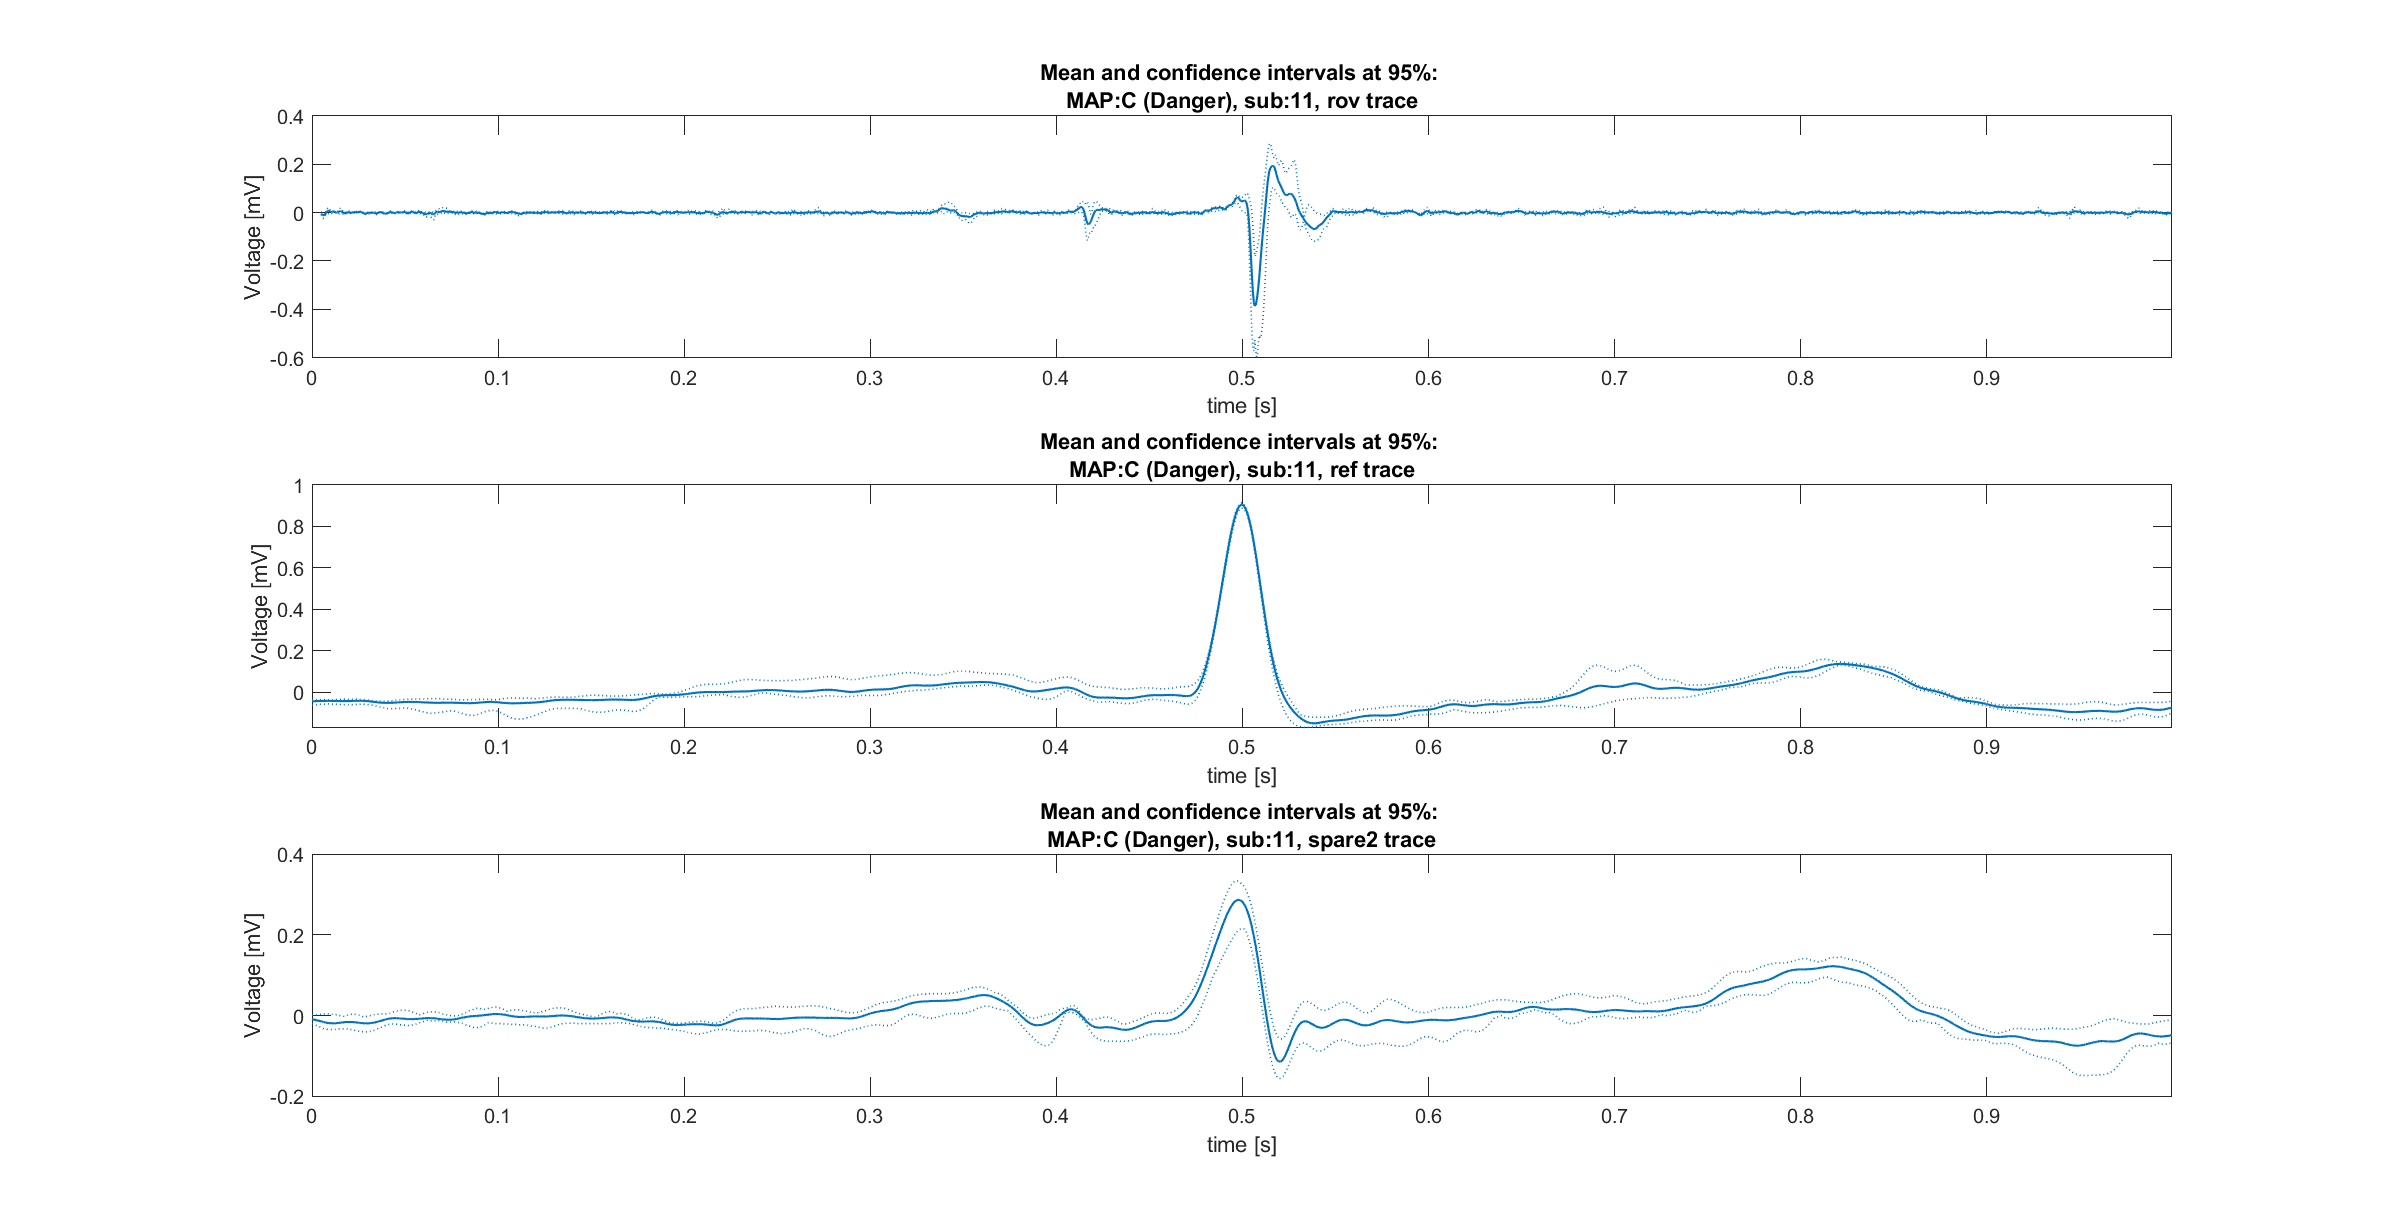 Mean and confidence intervals at 95%:
MAP:C (Danger), sub:11, rov trace
0.4
0.2
0
-0.2
-0.4
-0.6
Voltage [mV]
0 0.1 0.2 0.3 0.4 0.5 0.6 0.7 0.8 0.9
time [s]
Mean and confidence intervals at 95%:
MAP:C (Danger), sub:11, ref trace
1
0.8
0.6
0.4
0.2
0
Voltage [mV]
0 0.1 0.2 0.3 0.4 0.5 0.6 0.7 0.8 0.9
time [s]
Mean and confidence intervals at 95%:
MAP:C (Danger), sub:11, spare2 trace
0.4
0.2
0
-0.2
Voltage [mV]
0 0.1 0.2 0.3 0.4 0.5 0.6 0.7 0.8 0.9
time [s]